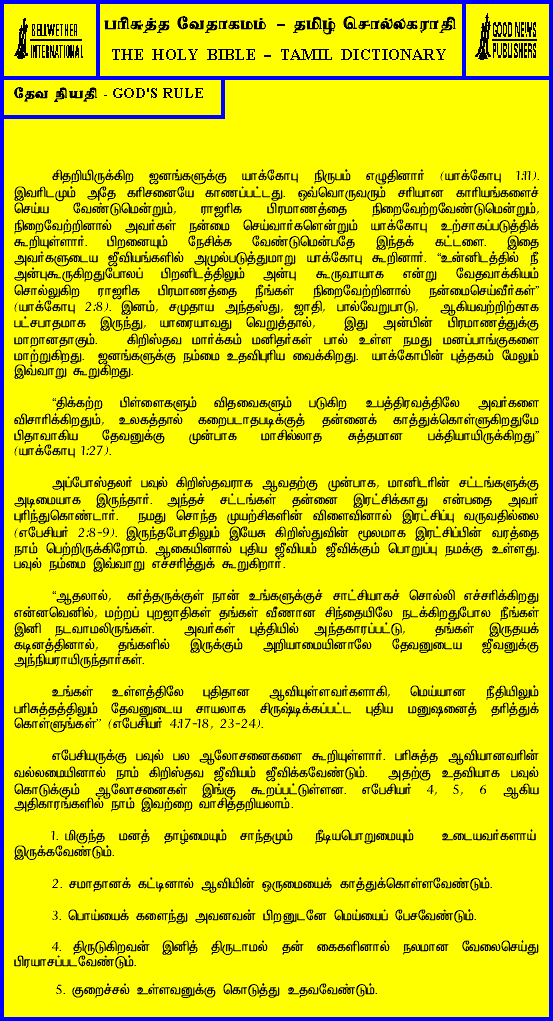 BELLWETHER
INTERNATIONAL
பரிசுத்த வேதாகமம் - தமிழ் சொல்லகராதி
THE HOLY BIBLE - TAMIL DICTIONARY
GOOD NEWS
PUBLISHERS
தேவ நியதி - GOD'S RULE
சிதறியிருக்கிற ஜனங்களுக்கு யாக்கோபு நிருபம் எழுதினார் (யாக்கோபு 1:11).
இவரிடமும் அதே கரிசனையே காணப்பட்டது. ஒவ்வொருவரும் சரியான காரியங்களைச்
செய்ய வேண்டுமென்றும், ராஜரிக பிரமாணத்தை நிறைவேற்றவேண்டுமென்றும்,
நிறைவேற்றினால் அவர்கள் நன்மை செய்வார்களென்றும் யாக்கோபு உற்சாகப்படுத்திக்
கூறியுள்ளார். பிறனையும் நேசிக்க வேண்டுமென்பதே இந்தக் கட்டளை. இதை
அவர்களுடைய ஜீவியங்களில் அமுல்படுத்துமாறு யாக்கோபு கூறினார். “உன்னிடத்தில் நீ
அன்புகூருகிறதுபோலப் பிறனிடத்திலும் அன்பு கூருவாயாக என்று வேதவாக்கியம்
சொல்லுகிற ராஜரிக பிரமாணத்தை நீங்கள் நிறைவேற்றினால் நன்மைசெய்வீர்கள்”
(யாக்கோபு 2:8). இனம், சமுதாய அந்தஸ்து, ஜாதி, பால்வேறுபாடு, ஆகியவற்றிற்காக
பட்சபாதமாக இருந்து, யாரையாவது வெறுத்தால், இது அன்பின் பிரமாணத்துக்கு
மாறானதாகும். கிறிஸ்தவ மார்க்கம் மனிதர்கள் பால் உள்ள நமது மனப்பாங்குகளை
மாற்றுகிறது. ஜனங்களுக்கு நம்மை உதவிபுரிய வைக்கிறது. யாக்கோபின் புத்தகம் மேலும்
இவ்வாறு கூறுகிறது.
“திக்கற்ற பிள்ளைகளும் விதவைகளும் படுகிற உபத்திரவத்திலே அவர்களை
விசாரிக்கிறதும், உலகத்தால் கறைபடாதபடிக்குத் தன்னைக் காத்துக்கொள்ளுகிறதுமே
பிதாவாகிய தேவனுக்கு முன்பாக மாசில்லாத சுத்தமான பக்தியாயிருக்கிறது”
(யாக்கோபு 1:27).
அப்போஸ்தலர் பவுல் கிறிஸ்தவராக ஆவதற்கு முன்பாக, மானிடரின் சட்டங்களுக்கு
அடிமையாக இருந்தார். அந்தச் சட்டங்கள் தன்னை இரட்சிக்காது என்பதை அவர்
புரிந்துகொண்டார். நமது சொந்த முயற்சிகளின் விளைவினால் இரட்சிப்பு வருவதில்லை
(எபேசியர் 2:8-9). இருந்தபோதிலும் இயேசு கிறிஸ்துவின் மூலமாக இரட்சிப்பின் வரத்தை
நாம் பெற்றிருக்கிறோம். ஆகையினால் புதிய ஜீவியம் ஜீவிக்கும் பொறுப்பு நமக்கு உள்ளது.
பவுல் நம்மை இவ்வாறு எச்சரித்துக் கூறுகிறார்.
“ஆதலால், கர்த்தருக்குள் நான் உங்களுக்குச் சாட்சியாகச் சொல்லி எச்சரிக்கிறது
என்னவெனில், மற்றப் புறஜாதிகள் தங்கள் வீணான சிந்தையிலே நடக்கிறதுபோல நீங்கள்
இனி நடவாமலிருங்கள். அவர்கள் புத்தியில் அந்தகாரப்பட்டு, தங்கள் இருதயக்
கடினத்தினால், தங்களில் இருக்கும் அறியாமையினாலே தேவனுடைய ஜீவனுக்கு
அந்நியராயிருந்தார்கள்.
உங்கள் உள்ளத்திலே புதிதான ஆவியுள்ளவர்களாகி, மெய்யான நீதியிலும்
பரிசுத்தத்திலும் தேவனுடைய சாயலாக சிருஷ்டிக்கப்பட்ட புதிய மனுஷனைத் தரித்துக்
கொள்ளுங்கள்” (எபேசியர் 4:17-18, 23-24).
எபேசியருக்கு பவுல் பல ஆலோசனைகளை கூறியுள்ளார். பரிசுத்த ஆவியானவரின்
வல்லமையினால் நாம் கிறிஸ்தவ ஜீவியம் ஜீவிக்கவேண்டும். அதற்கு உதவியாக பவுல்
கொடுக்கும் ஆலோசனைகள் இங்கு கூறப்பட்டுள்ளன. எபேசியர் 4, 5, 6 ஆகிய
அதிகாரங்களில் நாம் இவற்றை வாசித்தறியலாம்.
1. மிகுந்த மனத் தாழ்மையும் சாந்தமும் நீடியபொறுமையும் உடையவர்களாய்
இருக்கவேண்டும்.
2. சமாதானக் கட்டினால் ஆவியின் ஒருமையைக் காத்துக்கொள்ளவேண்டும்.
3. பொய்யைக் களைந்து அவனவன் பிறனுடனே மெய்யைப் பேசவேண்டும்.
4. திருடுகிறவன் இனித் திருடாமல் தன் கைகளினால் நலமான வேலைசெய்து
பிரயாசப்படவேண்டும்.
5. குறைச்சல் உள்ளவனுக்கு கொடுத்து உதவவேண்டும்.